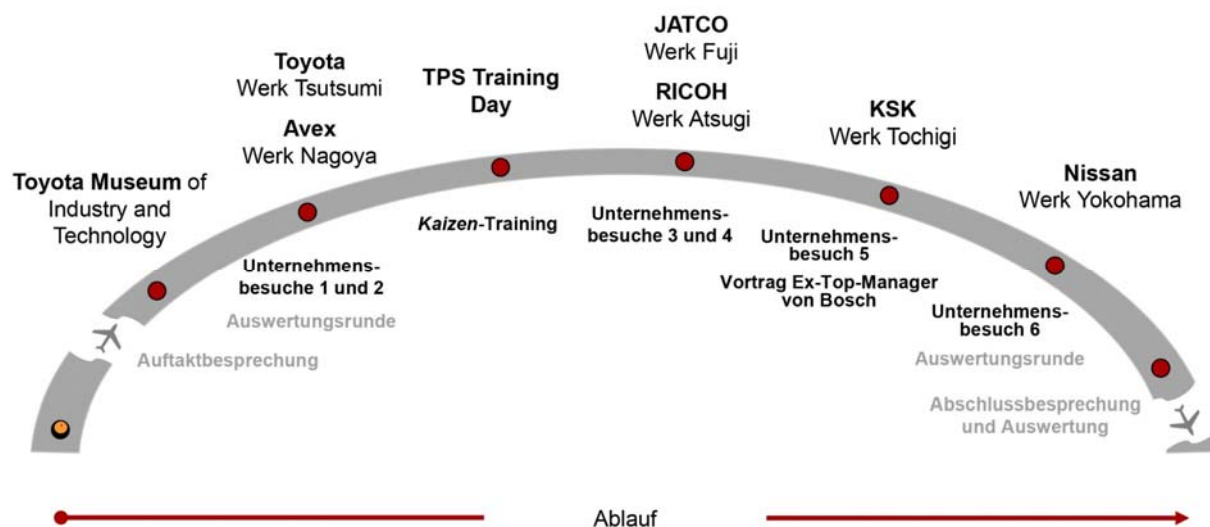 Toyota Museum of
Industry and
Technology
Auftaktbesprechung
Toyota
Werk Tsutsumi
Avex
Werk Nagoya
Unternehmens-
besuche 1 und 2
Auswertungsrunde
TPS Training
Day
Kaizen-Training
JATCO
Werk Fuji
RICOH
Werk Atsugi
Unternehmens-
besuche 3 und 4
KSK
Werk Tochigi
Unternehmens-
besuch 5
Vortrag Ex-Top-Manager
von Bosch
Nissan
Werk Yokohama
Unternehmens-
besuch 6
Auswertungsrunde
Abschlussbesprechung
und Auswertung
Ablauf